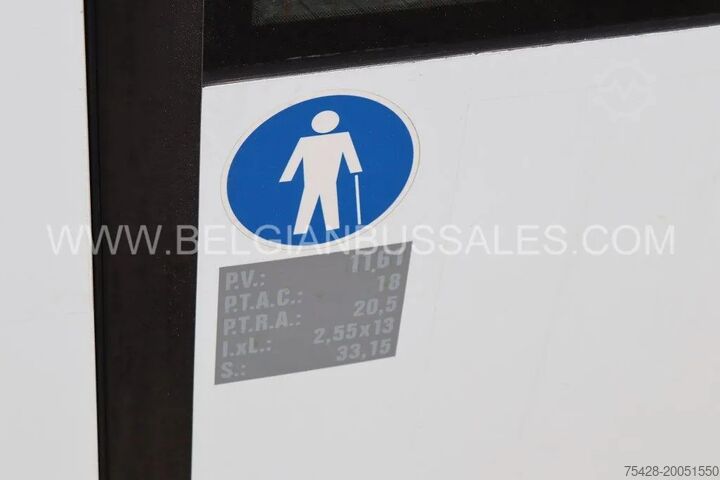 WWW.BELGIANBUSSALES.COM
P.V.: 11,61
P.T.A.C.: 18
P.T.R.A.: 20,5
I.xL.: 2,55x13
S.: 33,15
75428-20051550